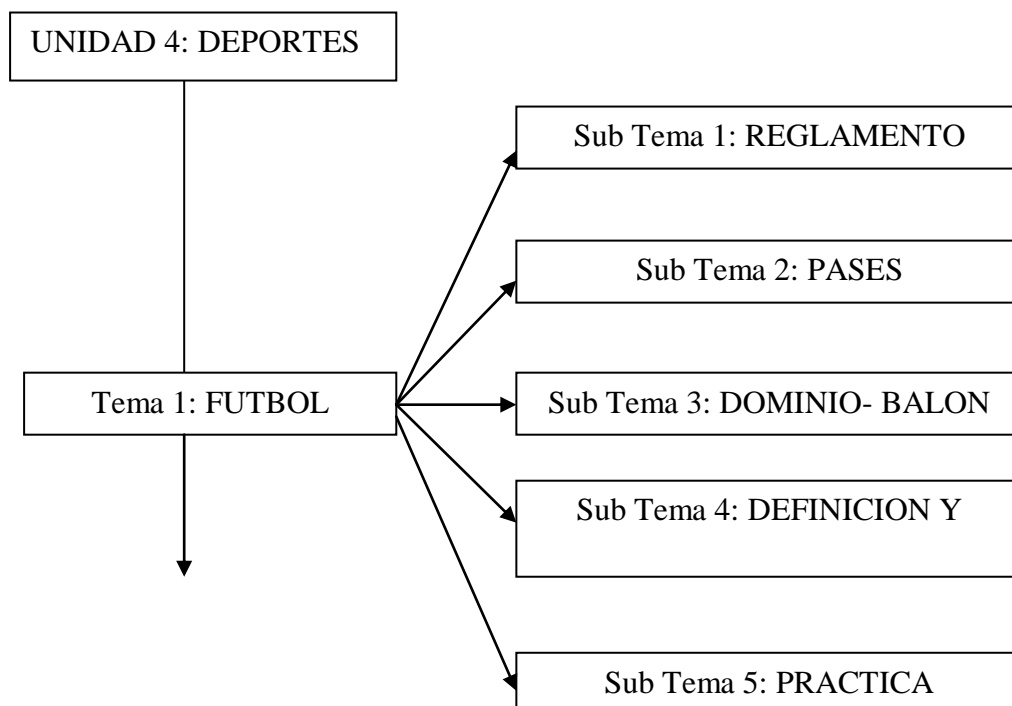 UNIDAD 4: DEPORTES
Sub Tema 1: REGLAMENTO
Sub Tema 2: PASES
Tema 1: FUTBOL
Sub Tema 3: DOMINIO- BALON
Sub Tema 4: DEFINICION Y
Sub Tema 5: PRACTICA